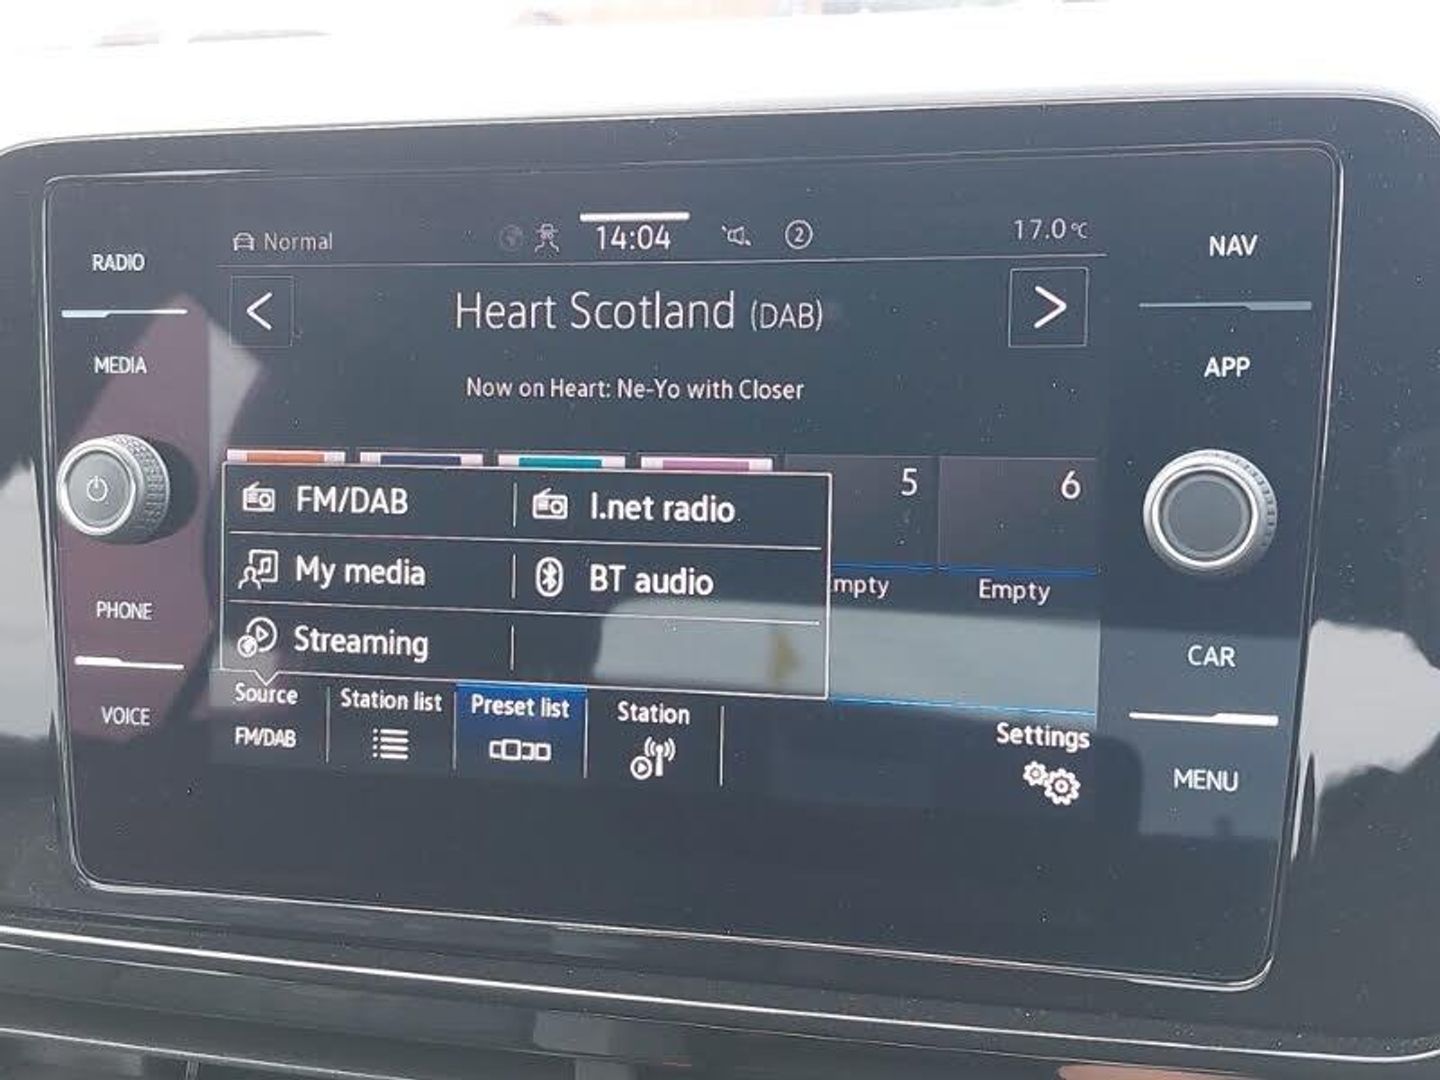 Normal
14:04
2
17.0°C
RADIO
NAV
Heart Scotland (DAB)
MEDIA
APP
Now on Heart: Ne-Yo with Closer
FM/DAB
I.net radio
5
6
My media
BT audio
mpty
Empty
PHONE
Streaming
CAR
Source
Station list
Preset list
Station
VOICE
FM/DAB
Settings
MENU